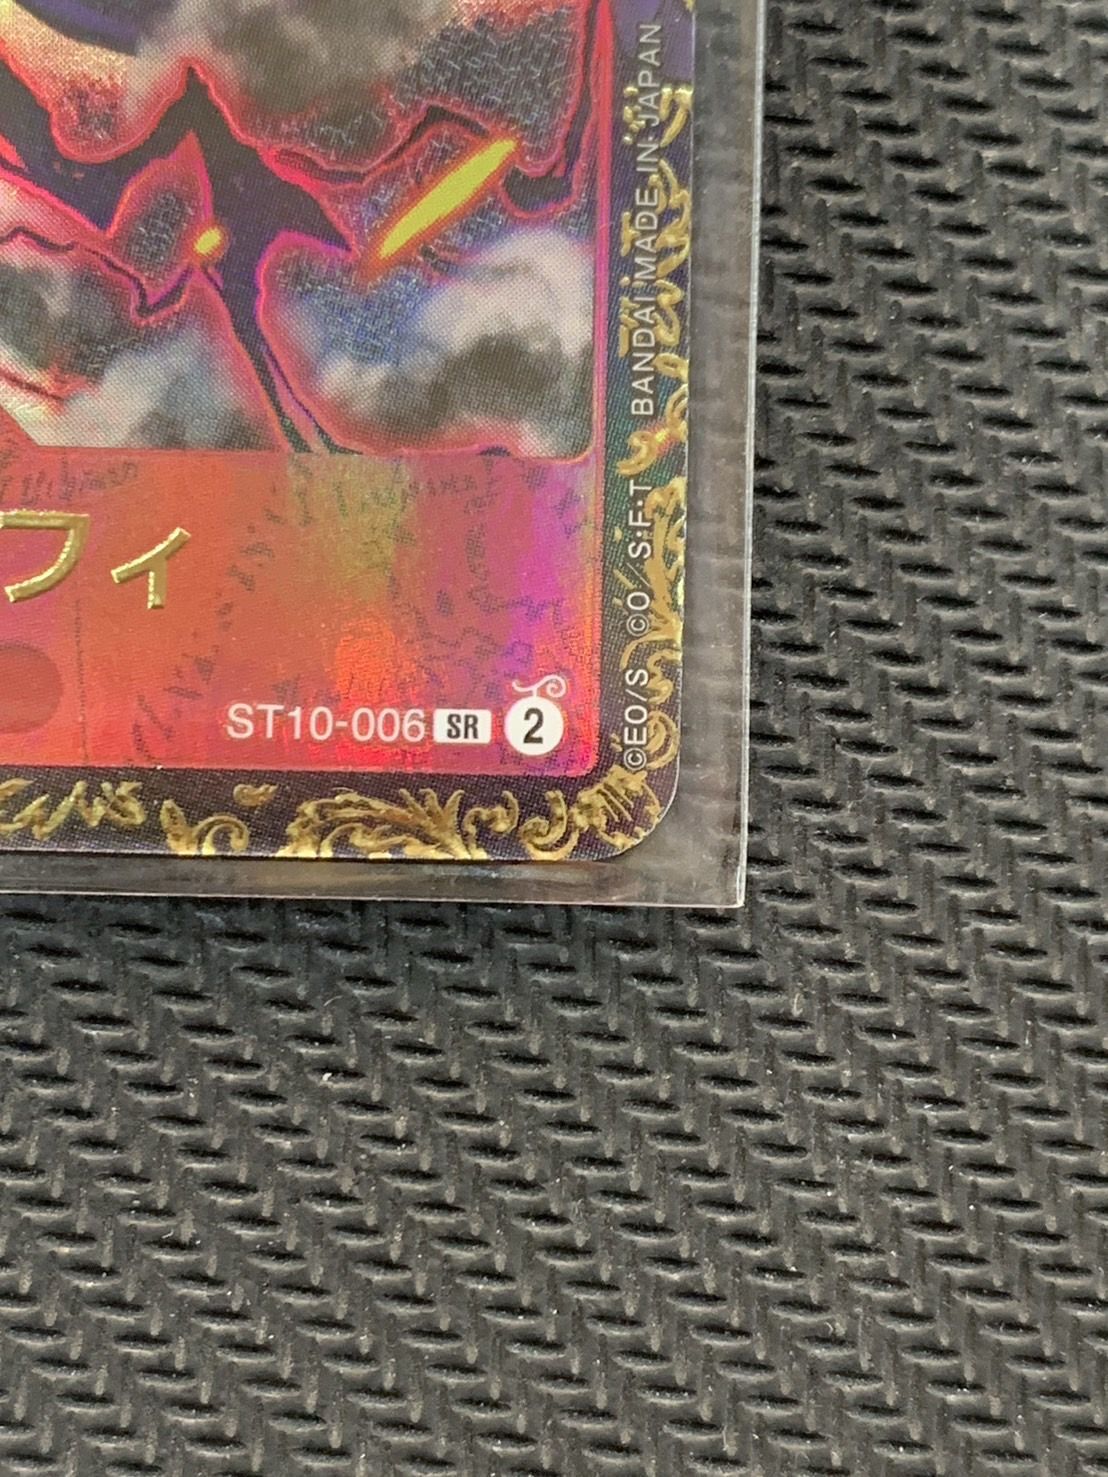 フィ
ST10-006 SR 2
©EO/S ©O/S・F・T BANDAI MADE IN JAPAN